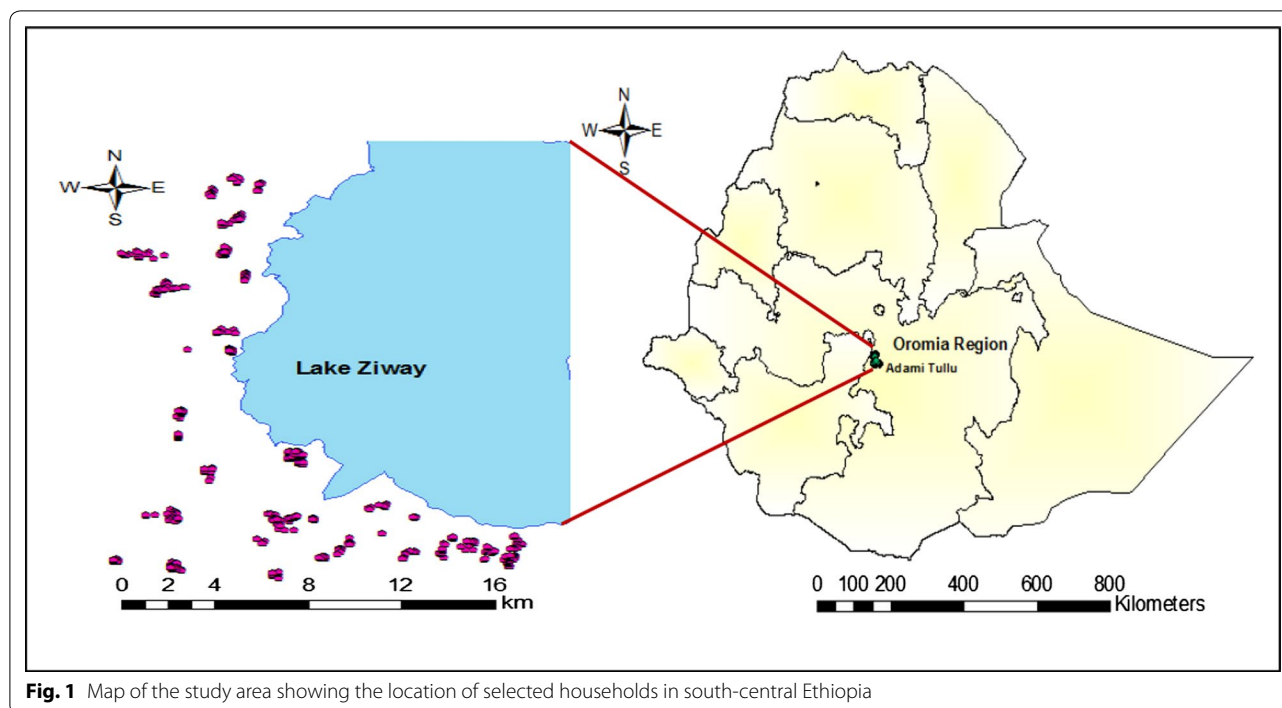 N
W E
S
N
W E
S
Lake Ziway
Oromia Region
Adami Tullu
0 2 4 8 12 16
km
0 100 200 400 600 800
Kilometers
Fig. 1 Map of the study area showing the location of selected households in south-central Ethiopia